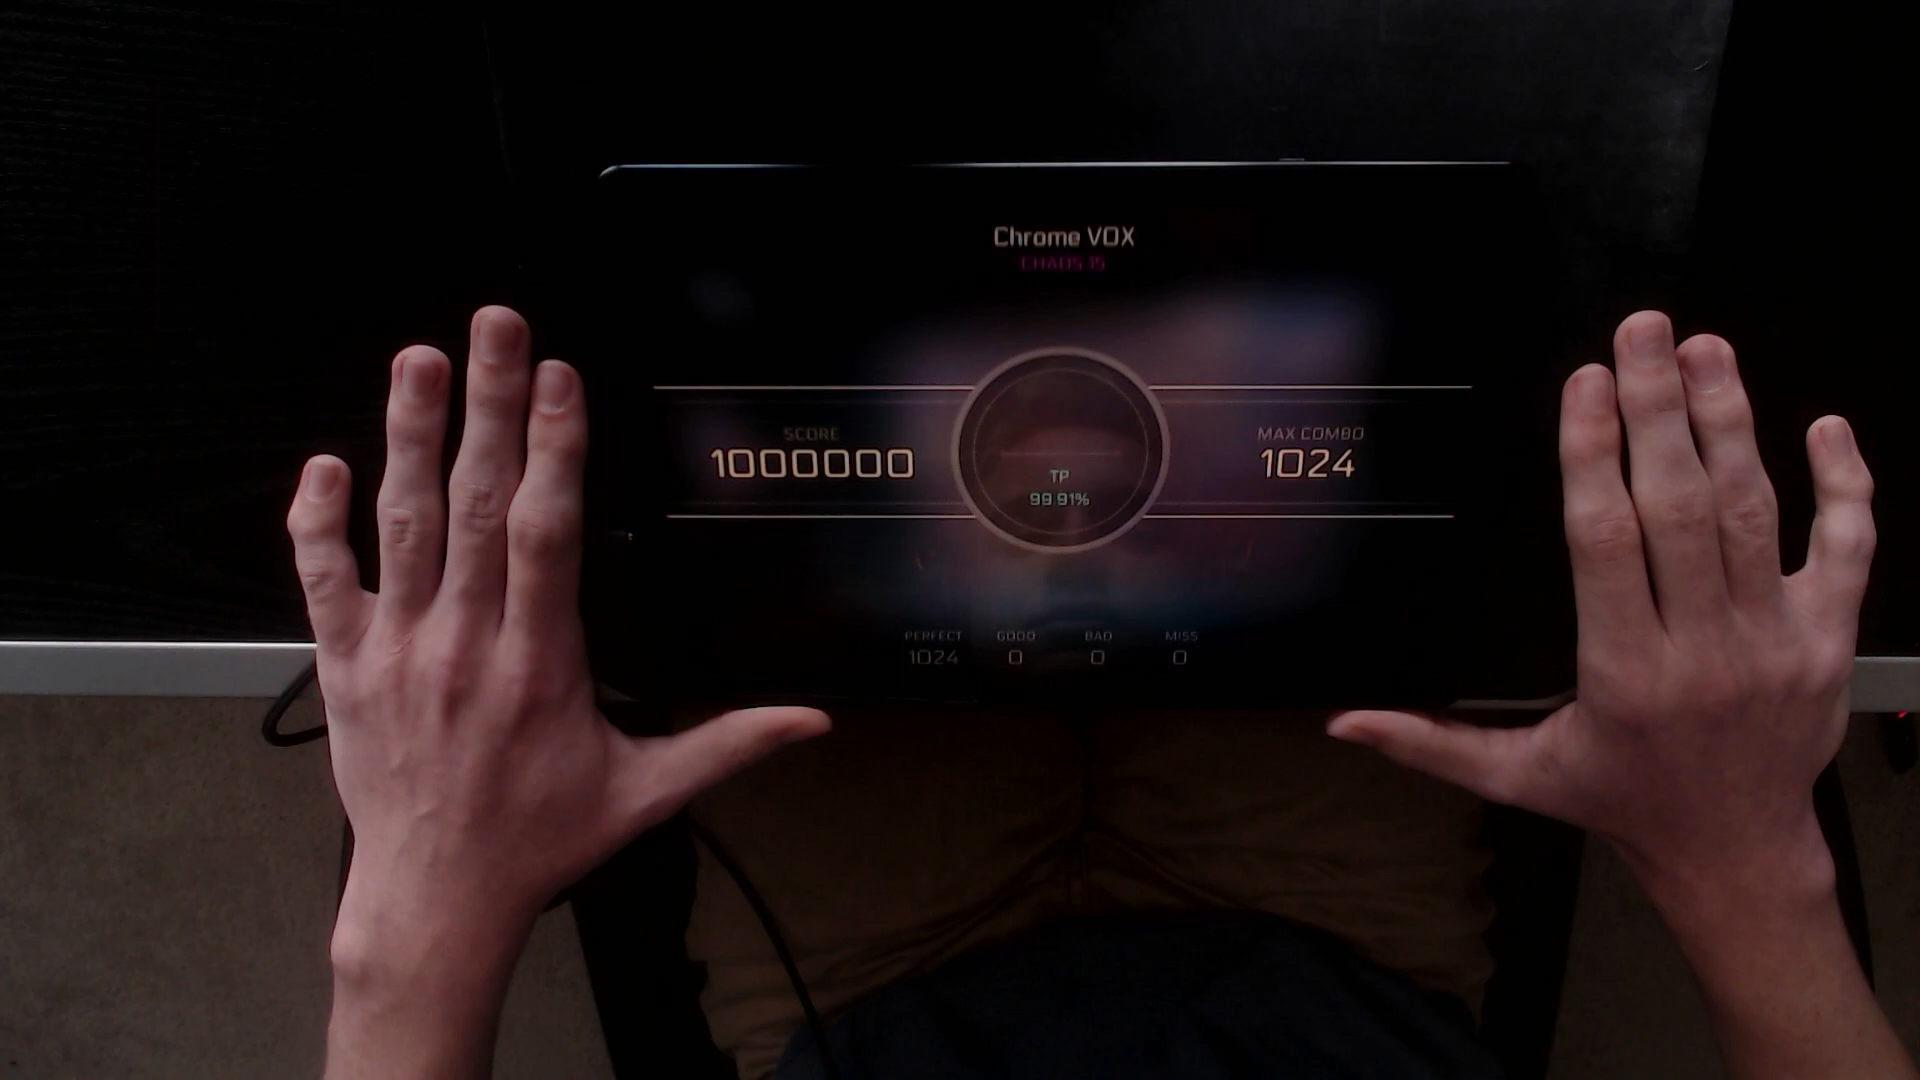 Chrome VOX
CHAOS 15
SCORE
1000000
TP
99.91%
MAX COMBO
1024
PERFECT GOOD BAD MISS
1024 0 0 0